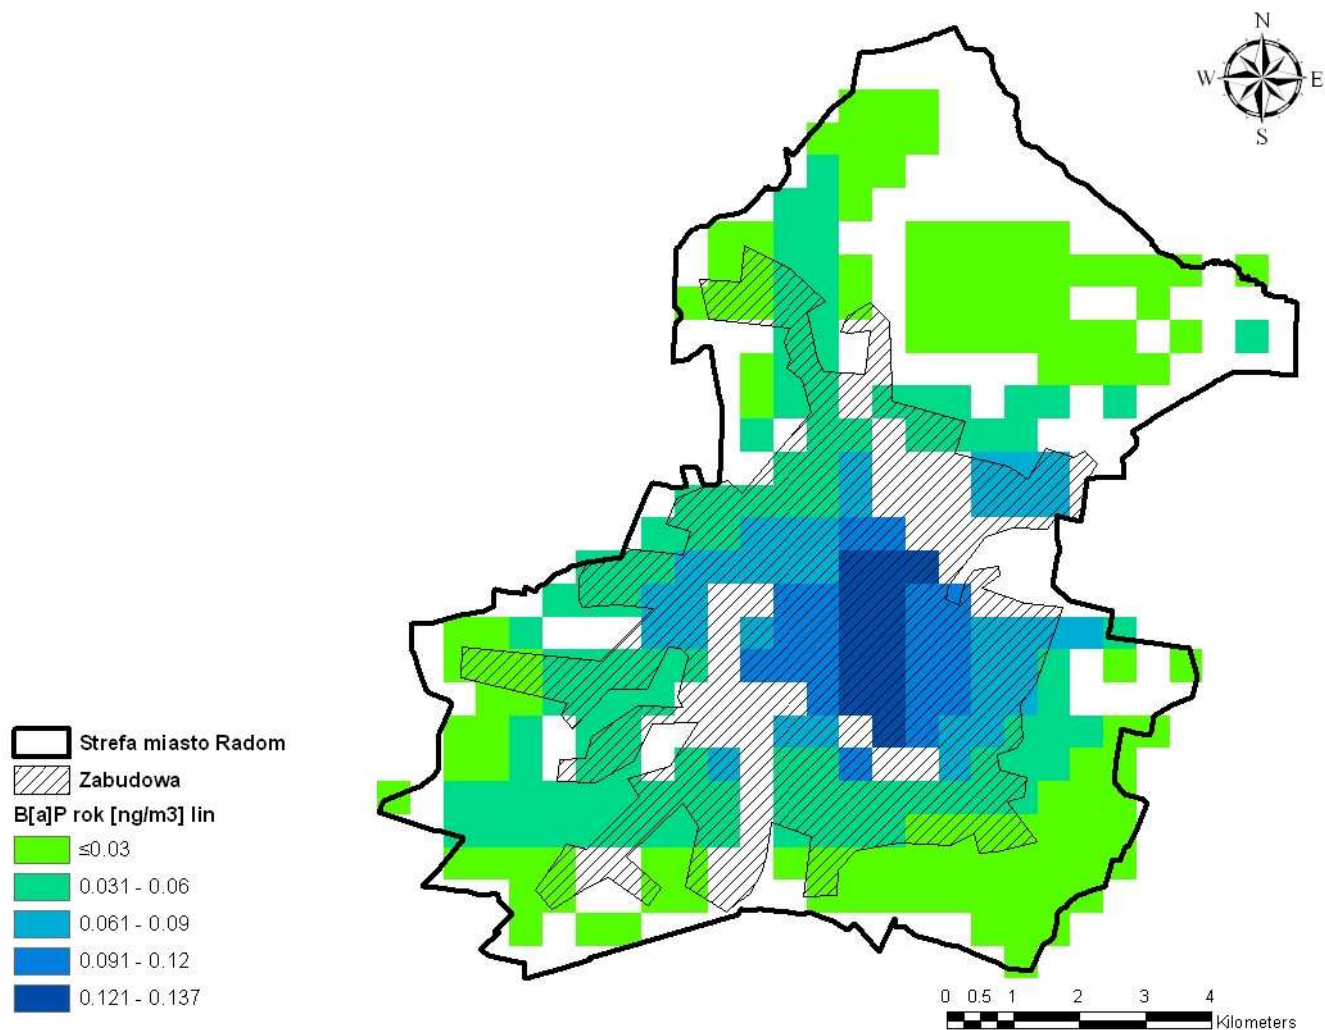 N
W E
S
Strefa miasto Radom
Zabudowa
B[a]P rok [ng/m3] lin
≤0.03
0.031 - 0.06
0.061 - 0.09
0.091 - 0.12
0.121 - 0.137
0 0.5 1 2 3 4
Kilometers